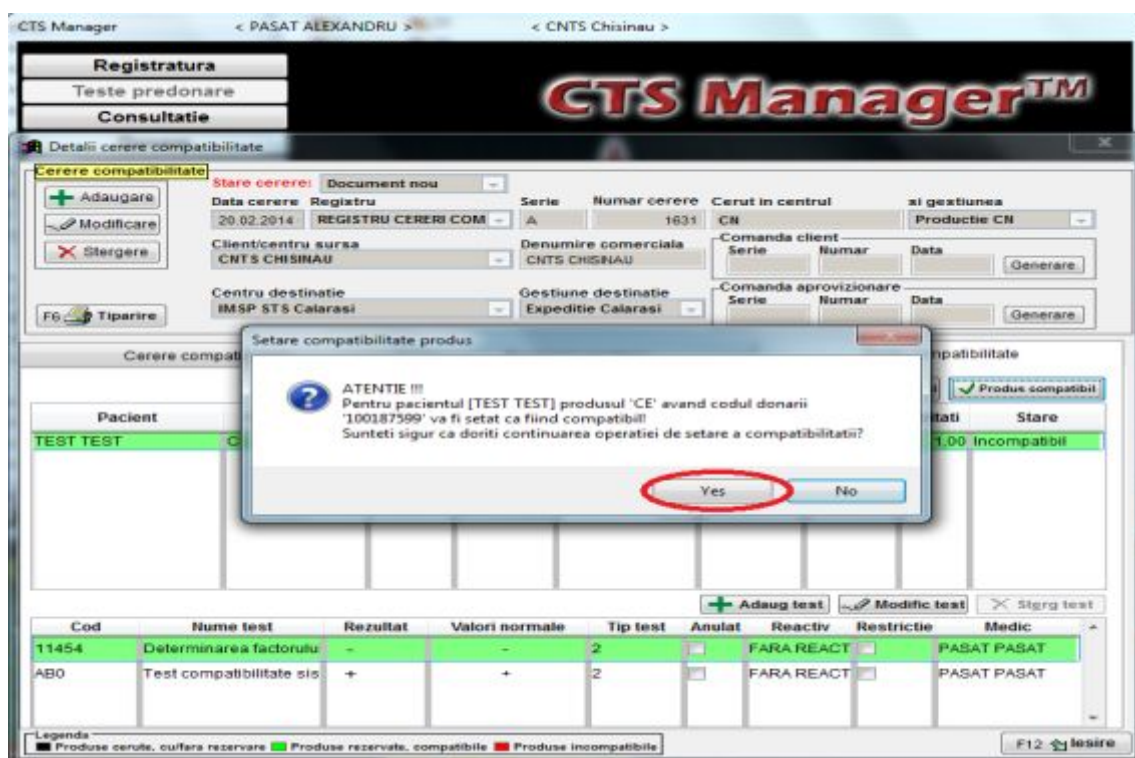 CTS Manager < PASAT ALEXANDRU > < CNTS Chisinau >
Registratura
Teste predonare
Consultatie
CTS Manager™
Detalii cerere compatibilitate
Cerere compatibilitate
Adaugare
Modificare
Stergere
F6 Tiparire
Stare cerere: Document nou
Data cerere Registru Serie Numar cerere Cerut in centrul si gestiunea
20.02.2014 REGISTRU CERERI COM A 1631 CN Productie CN
Client/centru sursa Denumire comerciala Comanda client
Serie Numar Data
CNTS CHISINAU CNTS CHISINAU Generare
Centru destinatie Gestiune destinatie Comanda aprovizionare
Serie Numar Data
IMSP STS Calarasi Expeditie Calarasi Generare
Setare compatibilitate produs
Cerere compati npatibilitate
ATENTIE !!!
Pentru pacientul [TEST TEST] produsul 'CE' avand codul donarii
'100187599' va fi setat ca fiind compatibil!
Sunteti sigur ca doriti continuarea operatiei de setare a compatibilitatii?
Yes No
Produs compatibil
Pacient itati Stare
TEST TEST C 1.00 Incompatibil
Adaug test Modific test Sterg test
Cod Nume test Rezultat Valori normale Tip test Anulat Reactiv Restrictie Medic
11454 Determinarea factorulu - - 2 FARA REACT PASAT PASAT
AB0 Test compatibilitate sis + + 2 FARA REACT PASAT PASAT
Legenda
Produse cerute, cu/fara rezervare Produse rezervate, compatibile Produse incompatibile
F12 Iesire